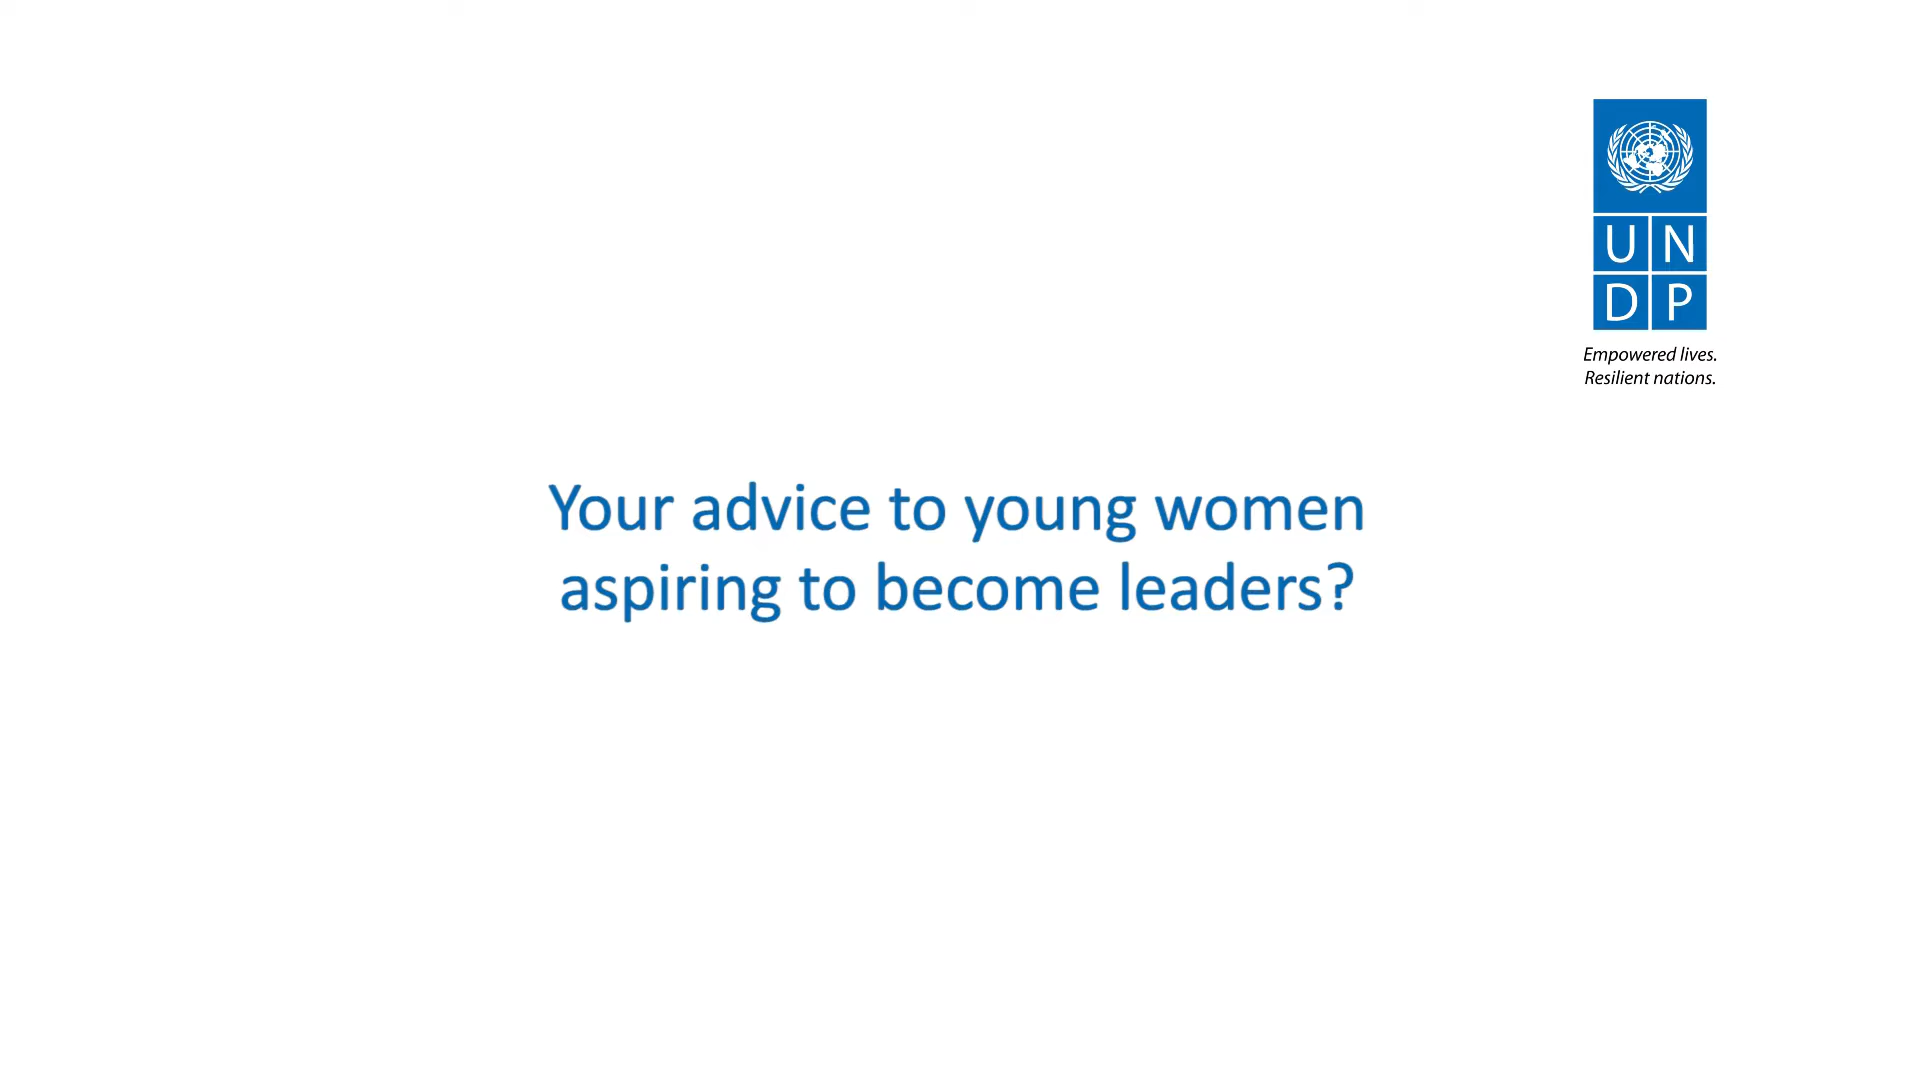 U N
D P
Empowered lives.
Resilient nations.
Your advice to young women
aspiring to become leaders?